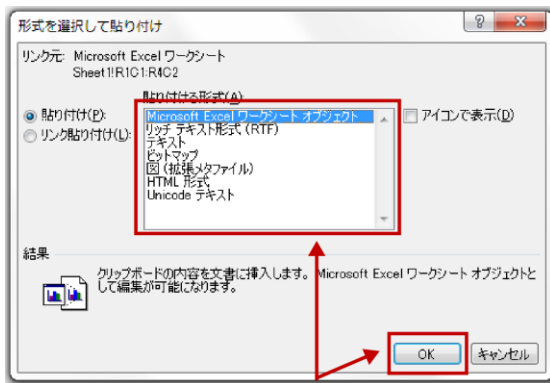 形式を選択して貼り付け
リンク元: Microsoft Excel ワークシート
Sheet1!R1C1:R4C2
貼り付ける形式(A):
貼り付け(P):
リンク貼り付け(L):
Microsoft Excel ワークシート オブジェクト
リッチ テキスト形式 (RTF)
テキスト
ビットマップ
図 (拡張メタファイル)
HTML 形式
Unicode テキスト
アイコンで表示(D)
結果
クリップボードの内容を文書に挿入します。 Microsoft Excel ワークシート オブジェクトと
して編集が可能になります。
OK
キャンセル